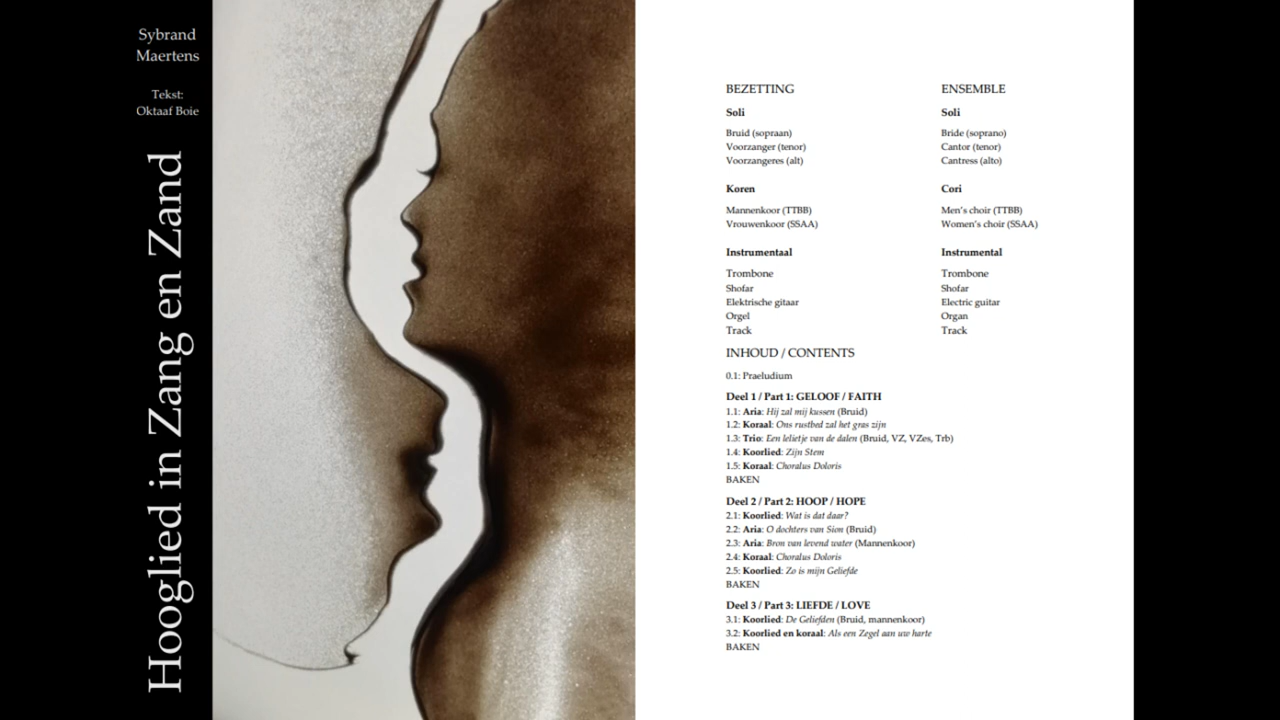 Sybrand
Maertens
Tekst:
Oktaaf Boie
Hooglied in Zang en Zand
BEZETTING
Soli
Bruid (sopraan)
Voorzanger (tenor)
Voorzangeres (alt)
Koren
Mannenkoor (TTBB)
Vrouwenkoor (SSAA)
Instrumentaal
Trombone
Shofar
Elektrische gitaar
Orgel
Track
ENSEMBLE
Soli
Bride (soprano)
Cantor (tenor)
Cantress (alto)
Cori
Men's choir (TTBB)
Women's choir (SSAA)
Instrumental
Trombone
Shofar
Electric guitar
Organ
Track
INHOUD / CONTENTS
0.1: Praeludium
Deel 1 / Part 1: GELOOF / FAITH
1.1: Aria: Hij zal mij kussen (Bruid)
1.2: Koraal: Ons rustbed zal het gras zijn
1.3: Trio: Een lelietje van de dalen (Bruid, VZ, VZes, Trb)
1.4: Koorlied: Zijn Stem
1.5: Koraal: Choralus Doloris
BAKEN
Deel 2 / Part 2: HOOP / HOPE
2.1: Koorlied: Wat is dat daar?
2.2: Aria: O dochters van Sion (Bruid)
2.3: Aria: Bron van levend water (Mannenkoor)
2.4: Koraal: Choralus Doloris
2.5: Koorlied: Zo is mijn Geliefde
BAKEN
Deel 3 / Part 3: LIEFDE / LOVE
3.1: Koorlied: De Geliefden (Bruid, mannenkoor)
3.2: Koorlied en koraal: Als een Zegel aan uw harte
BAKEN